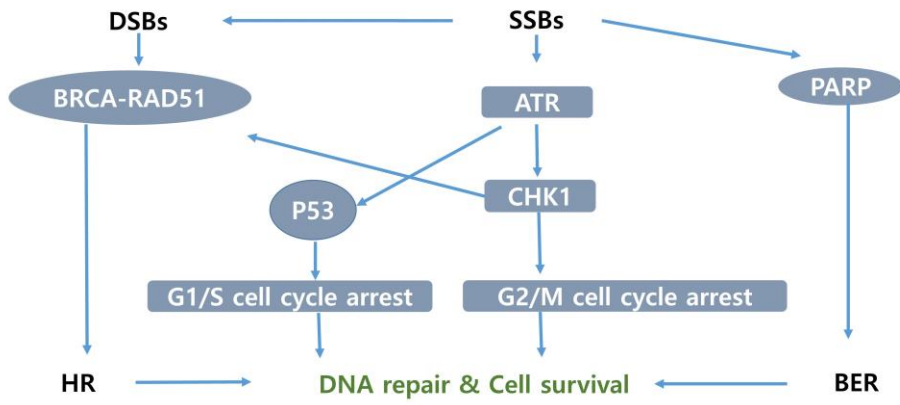 DSBs
SSBs
BRCA-RAD51
ATR
PARP
P53
CHK1
G1/S cell cycle arrest
G2/M cell cycle arrest
HR
DNA repair & Cell survival
BER